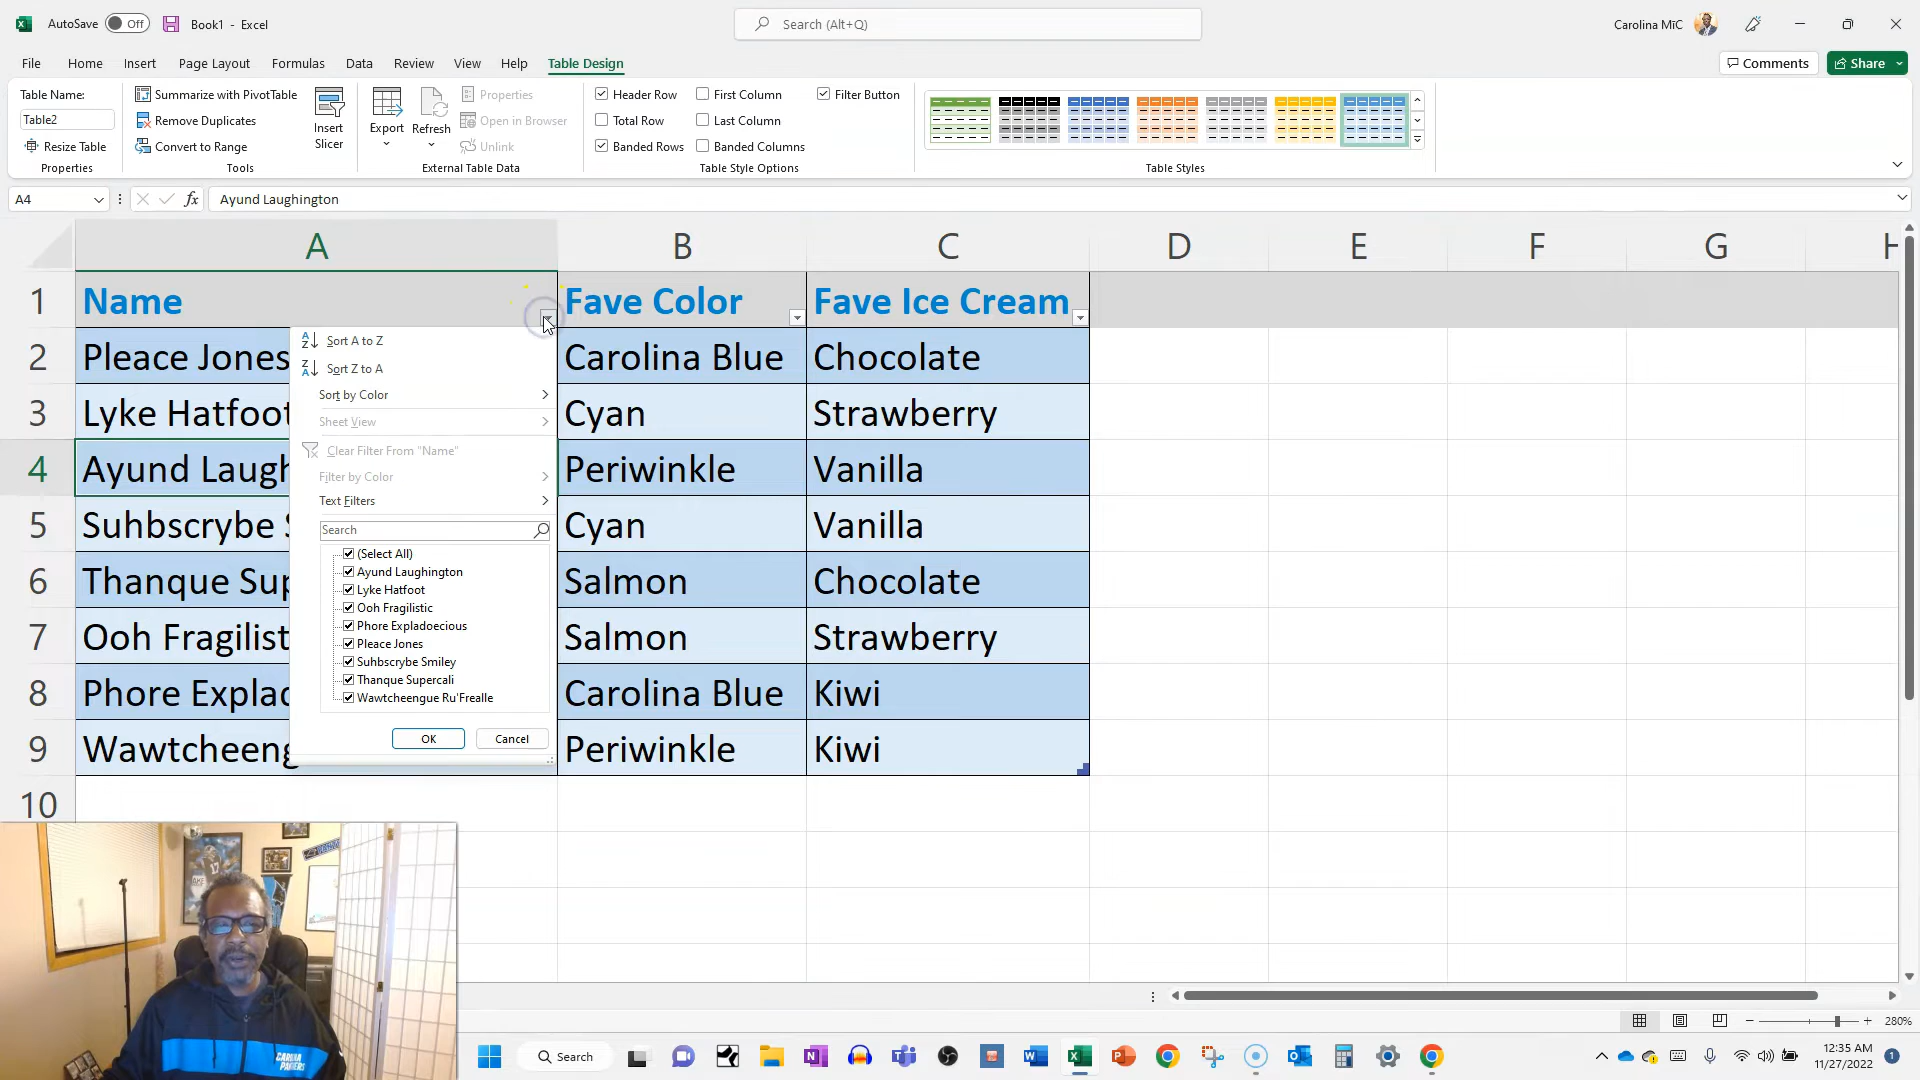 AutoSave Off Book1 - Excel Search (Alt+Q) Carolina MīC
File Home Insert Page Layout Formulas Data Review View Help Table Design Comments Share
Table Name:
Table2
Resize Table
Properties
Summarize with PivotTable
Remove Duplicates
Convert to Range
Tools
Insert
Slicer
Export Refresh
Properties
Open in Browser
Unlink
External Table Data
Header Row First Column Filter Button
Total Row Last Column
Banded Rows Banded Columns
Table Style Options
Table Styles
A4 fx Ayund Laughington
A B C D E F G H
1 Name Fave Color Fave Ice Cream
2 Pleace Jones Carolina Blue Chocolate
3 Lyke Hatfoot Cyan Strawberry
4 Ayund Laugh Periwinkle Vanilla
5 Suhbscrybe S Cyan Vanilla
6 Thanque Sup Salmon Chocolate
7 Ooh Fragilist Salmon Strawberry
8 Phore Explad Carolina Blue Kiwi
9 Wawtcheeng Periwinkle Kiwi
10
Sort A to Z
Sort Z to A
Sort by Color
Sheet View
Clear Filter From "Name"
Filter by Color
Text Filters
Search
(Select All)
Ayund Laughington
Lyke Hatfoot
Ooh Fragilistic
Phore Expladoecious
Pleace Jones
Suhbscrybe Smiley
Thanque Supercali
Wawtcheengue Ru'Frealle
OK Cancel
280%
Search
12:35 AM
11/27/2022
1